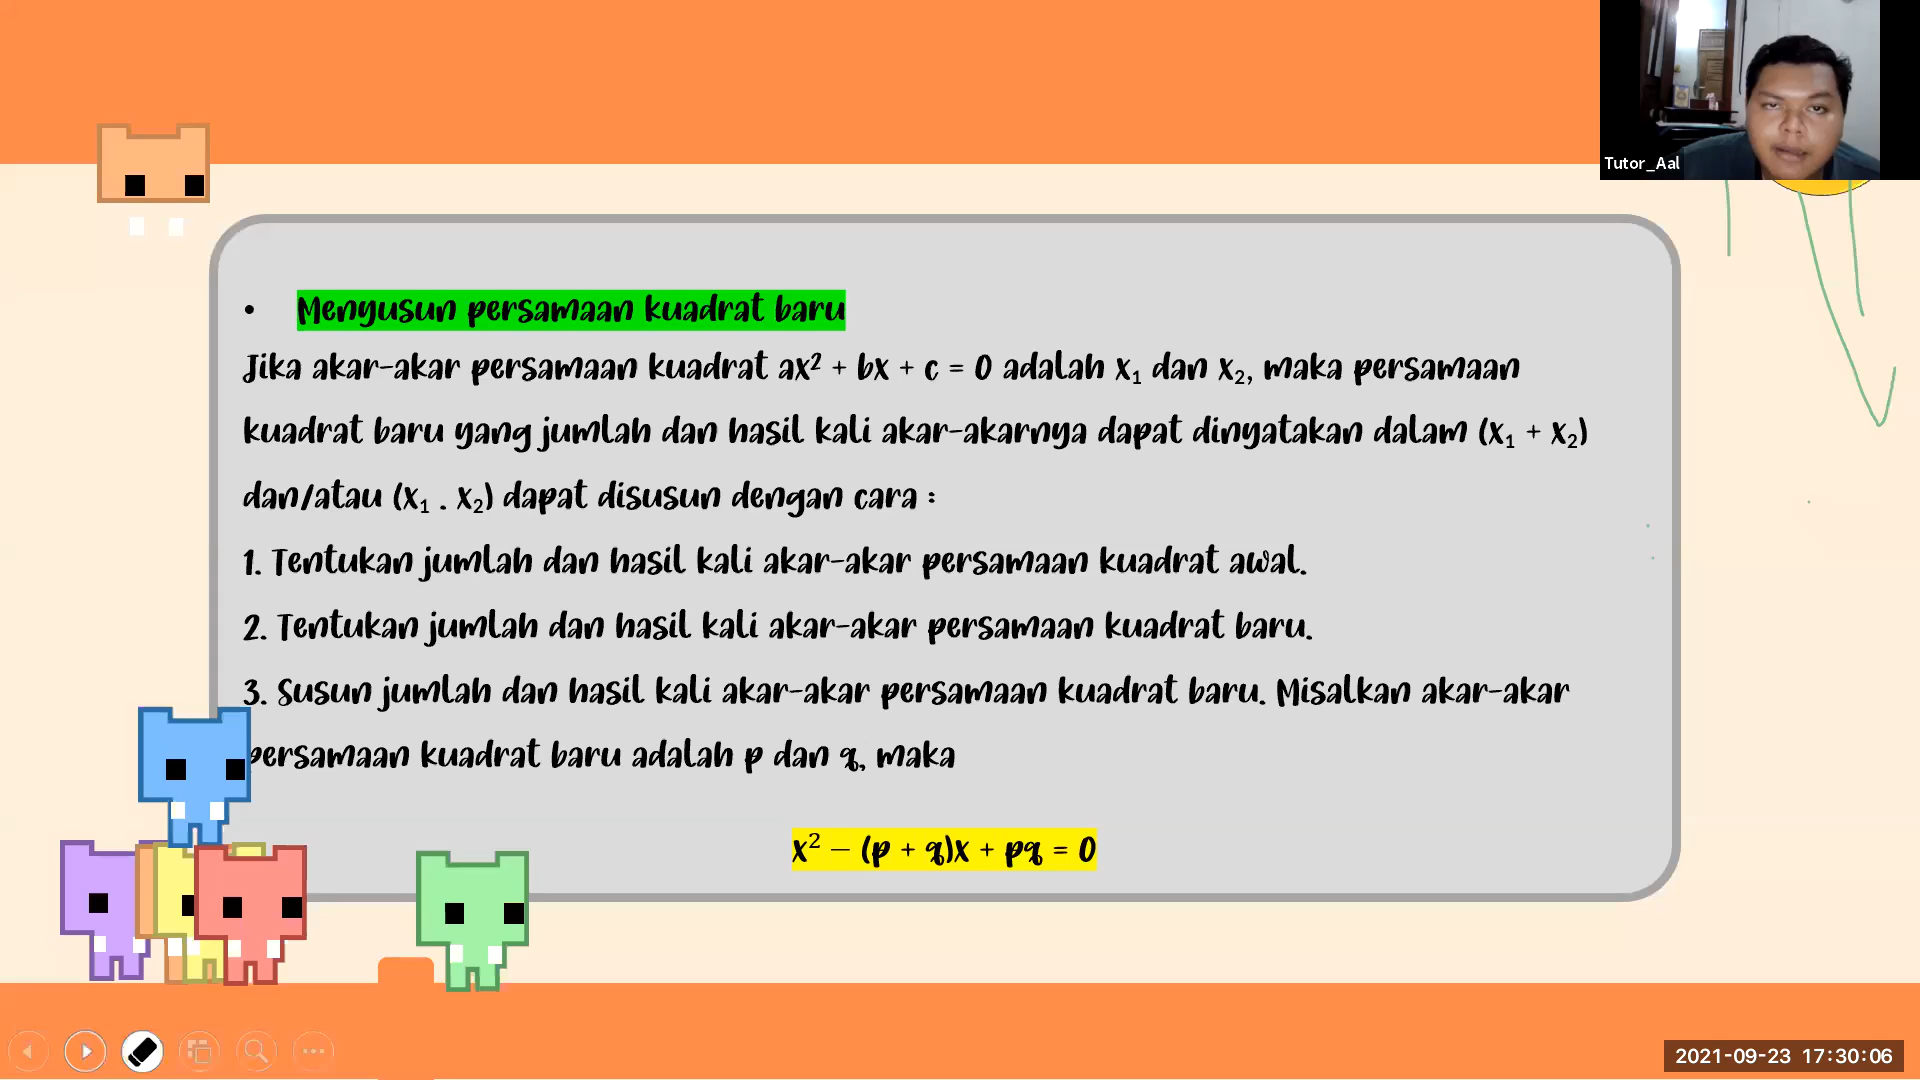 Tutor_Aal
• Menyusun persamaan kuadrat baru
Jika akar-akar persamaan kuadrat ax² + bx + c = 0 adalah x₁ dan x₂, maka persamaan
kuadrat baru yang jumlah dan hasil kali akar-akarnya dapat dinyatakan dalam (x₁ + x₂)
dan/atau (x₁ . x₂) dapat disusun dengan cara :
1. Tentukan jumlah dan hasil kali akar-akar persamaan kuadrat awal.
2. Tentukan jumlah dan hasil kali akar-akar persamaan kuadrat baru.
3. Susun jumlah dan hasil kali akar-akar persamaan kuadrat baru. Misalkan akar-akar
persamaan kuadrat baru adalah p dan q, maka
x² – (p + q)x + pq = 0
2021-09-23 17:30:06